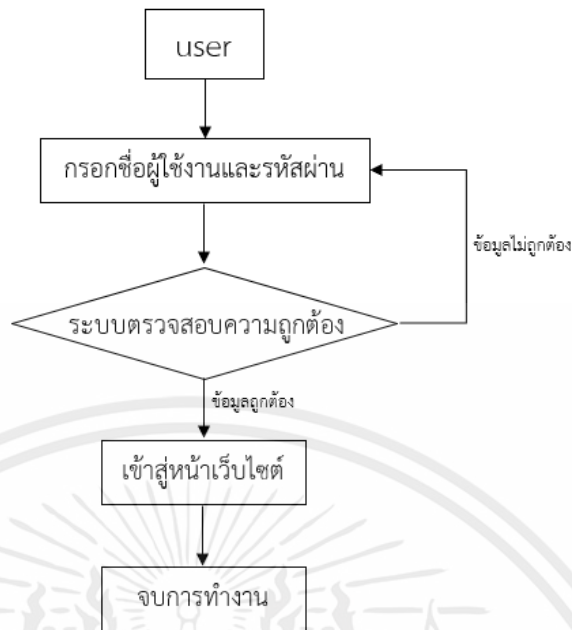 user
กรอกชื่อผู้ใช้งานและรหัสผ่าน
ข้อมูลไม่ถูกต้อง
ระบบตรวจสอบความถูกต้อง
ข้อมูลถูกต้อง
เข้าสู่หน้าเว็บไซต์
จบการทำงาน